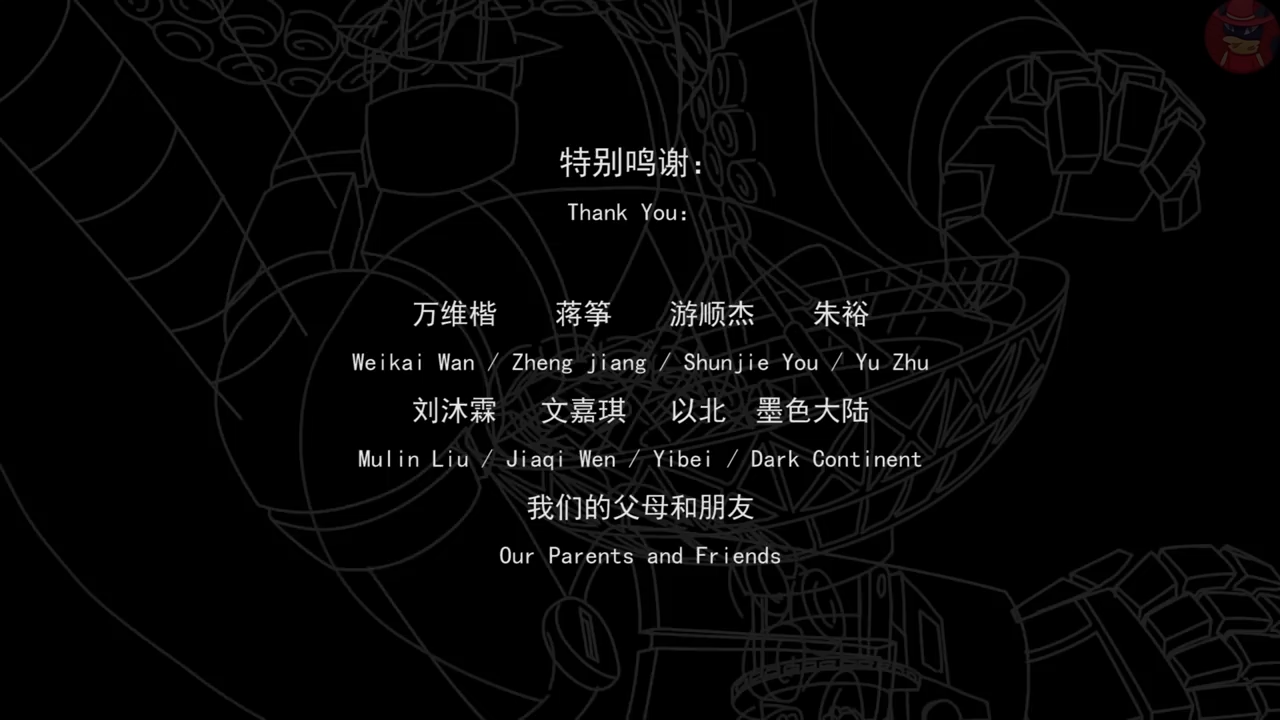 特别鸣谢：
Thank You:
万维楷 蒋筝 游顺杰 朱裕
Weikai Wan / Zheng jiang / Shunjie You / Yu Zhu
刘沐霖 文嘉琪 以北 墨色大陆
Mulin Liu / Jiaqi Wen / Yibei / Dark Continent
我们的父母和朋友
Our Parents and Friends